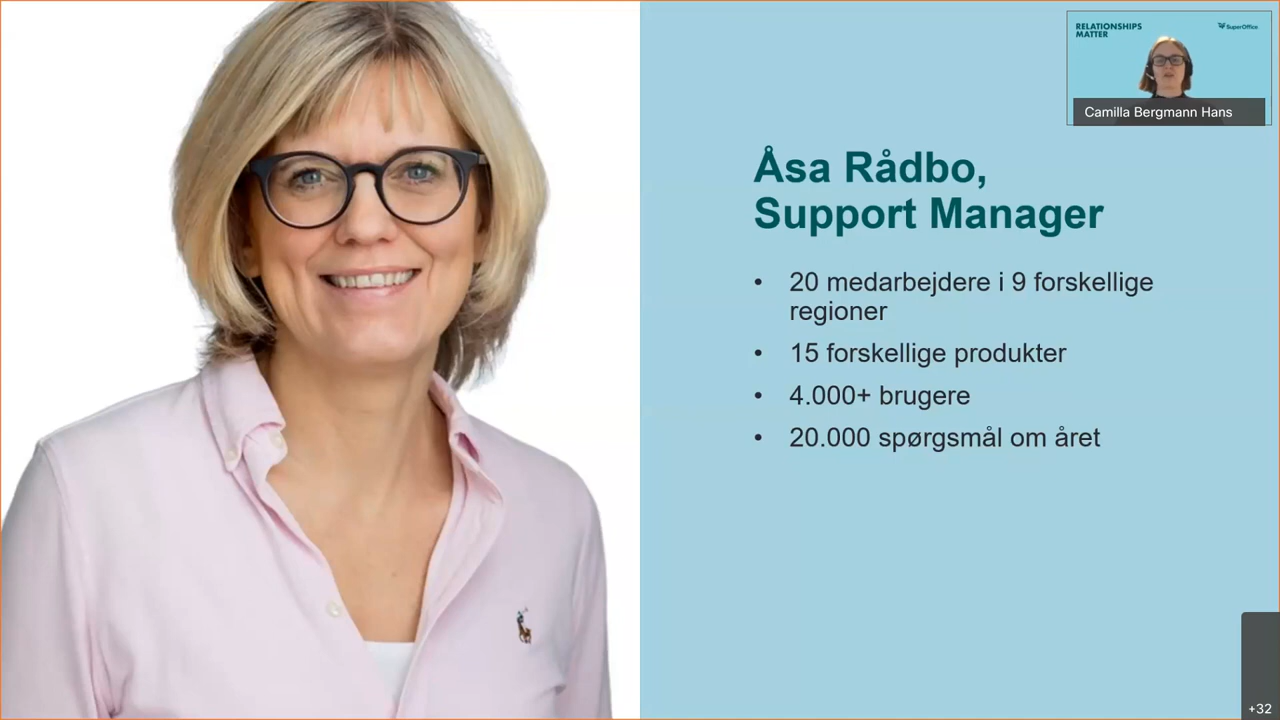 RELATIONSHIPS
MATTER
SuperOffice
Camilla Bergmann Hans
Åsa Rådbo,
Support Manager
• 20 medarbejdere i 9 forskellige
regioner
• 15 forskellige produkter
• 4.000+ brugere
• 20.000 spørgsmål om året
+32